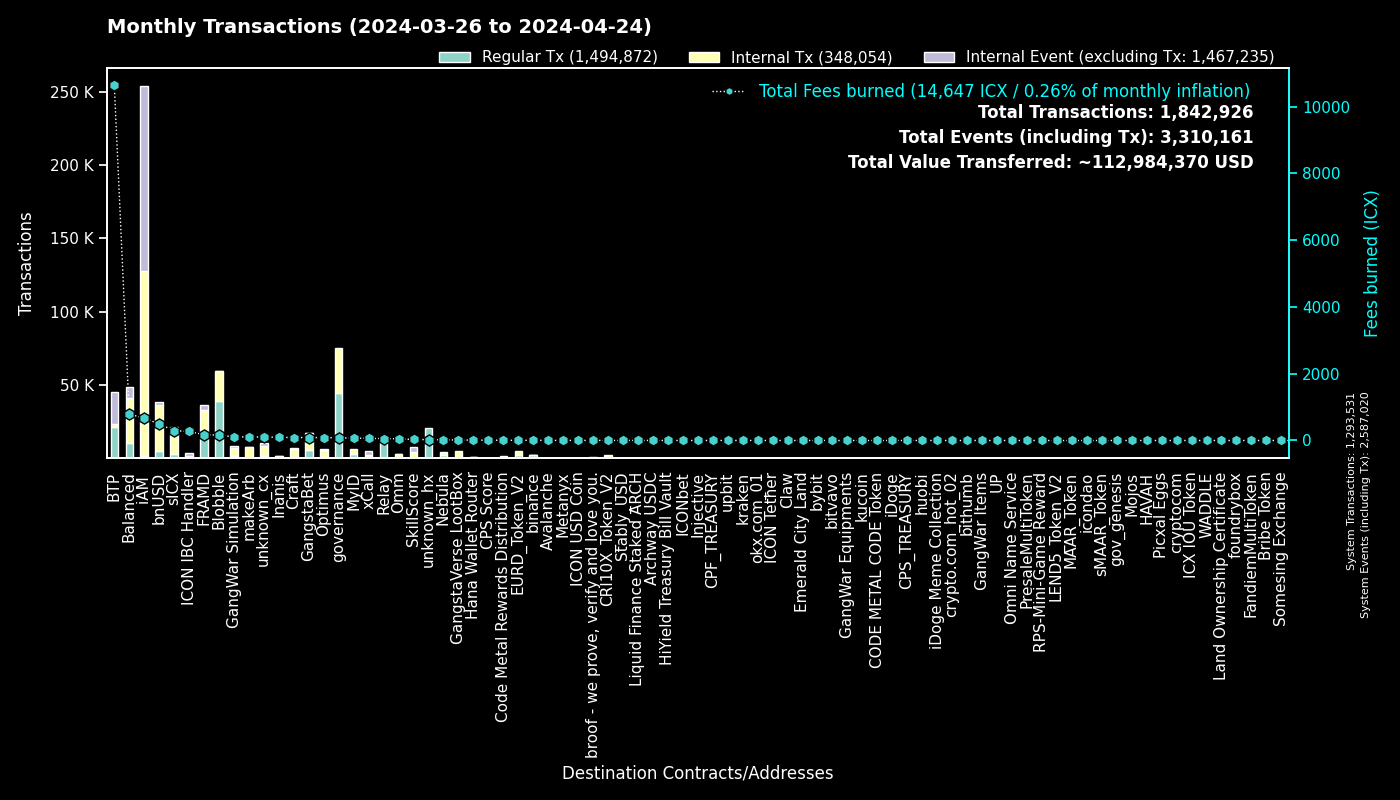 Monthly Transactions (2024-03-26 to 2024-04-24)
Regular Tx (1,494,872)
Internal Tx (348,054)
Internal Event (excluding Tx: 1,467,235)
Total Fees burned (14,647 ICX / 0.26% of monthly inflation)
Total Transactions: 1,842,926
Total Events (including Tx): 3,310,161
Total Value Transferred: ~112,984,370 USD
Transactions
250 K
200 K
150 K
100 K
50 K
10000
8000
6000
4000
2000
0
Fees burned (ICX)
System Transactions: 1,293,531
System Events (including Tx): 2,587,020
BTP
Balanced
iAM
bnUSD
sICX
ICON IBC Handler
FRAMD
Blobble
GangWar Simulation
makeArb
unknown_cx
Inanis
Craft
GangstaBet
Optimus
governance
MyID
xCall
Relay
Omm
SkillScore
unknown_hx
Nebula
GangstaVerse LootBox
Hana Wallet Router
CPS Score
Code Metal Rewards Distribution
EURD_Token_V2
binance
Avalanche
Metanyx
ICON USD Coin
broof - we prove, verify and love you.
CRI10X_Token_V2
Stably_USD
Liquid Finance Staked ARCH
Archway USDC
HiYield Treasury Bill Vault
ICONbet
Injective
CPF_TREASURY
upbit
kraken
okx.com_01
ICON Tether
Claw
Emerald City Land
bybit
bitvavo
GangWar Equipments
kucoin
CODE METAL CODE Token
iDoge
CPS_TREASURY
huobi
iDoge Meme Collection
crypto.com_hot_02
bithumb
GangWar Items
UP
Omni Name Service
PresaleMultiToken
RPS-Mini-Game Reward
LEND5_Token_V2
MAAR_Token
icondao
sMAAR_Token
gov_genesis
Mojos
HAVAH
Picxal Eggs
cryptocom
ICX IOU Token
WADDLE
Land Ownership Certificate
foundrybox
FandiemMultiToken
Bribe Token
Somesing Exchange
Destination Contracts/Addresses